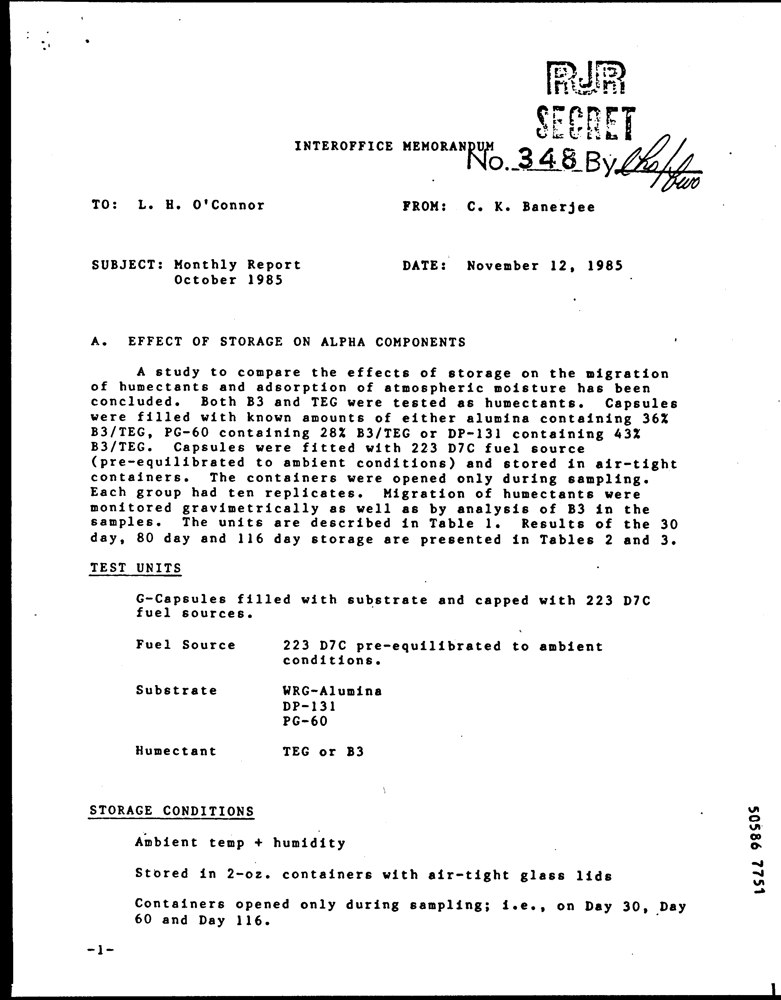 RJR
SECRET
INTEROFFICE MEMORANDUM
No. 348 By
TO: L. H. O'Connor
FROM: C. K. Banerjee
SUBJECT: Monthly Report
October 1985
DATE: November 12, 1985
A. EFFECT OF STORAGE ON ALPHA COMPONENTS
A study to compare the effects of storage on the migration
of humectants and adsorption of atmospheric moisture has been
concluded. Both B3 and TEG were tested as humectants. Capsules
were filled with known amounts of either alumina containing 36%
B3/TEG, PG-60 containing 28% B3/TEG or DP-131 containing 43%
B3/TEG. Capsules were fitted with 223 D7C fuel source
(pre-equilibrated to ambient conditions) and stored in air-tight
containers. The containers were opened only during sampling.
Each group had ten replicates. Migration of humectants were
monitored gravimetrically as well as by analysis of B3 in the
samples. The units are described in Table 1. Results of the 30
day, 80 day and 116 day storage are presented in Tables 2 and 3.
TEST UNITS
G-Capsules filled with substrate and capped with 223 D7C
fuel sources.
Fuel Source 223 D7C pre-equilibrated to ambient
conditions.
Substrate WRG-Alumina
DP-131
PG-60
Humectant TEG or B3
STORAGE CONDITIONS
Ambient temp + humidity
Stored in 2-oz. containers with air-tight glass lids
Containers opened only during sampling; i.e., on Day 30, Day
60 and Day 116.
-1-
50586 7751